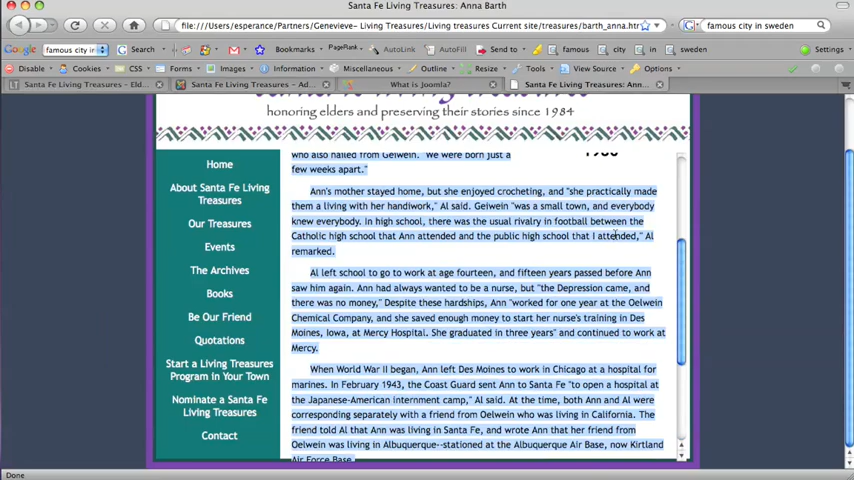 Santa Fe Living Treasures: Anna Barth
file:///Users/esperance/Partners/Genevieve- Living Treasures/Living treasures Current site/treasures/barth_anna.htm
famous city in sweden
Google famous city in Search PageRank Bookmarks AutoLink AutoFill Send to famous city in sweden Settings
Disable Cookies CSS Forms Images Information Miscellaneous Outline Resize Tools View Source Options
Santa Fe Living Treasures - Eld...
Santa Fe Living Treasures - Ad...
What is Joomla?
Santa Fe Living Treasures: Ann...
honoring elders and preserving their stories since 1984
Home
About Santa Fe Living
Treasures
Our Treasures
Events
The Archives
Books
Be Our Friend
Quotations
Start a Living Treasures
Program in Your Town
Nominate a Santa Fe
Living Treasures
Contact
who also hailed from Gelwein. "We were born just a
few weeks apart."
Ann's mother stayed home, but she enjoyed crocheting, and "she practically made
them a living with her handiwork," Al said. Gelwein "was a small town, and everybody
knew everybody. In high school, there was the usual rivalry in football between the
Catholic high school that Ann attended and the public high school that I attended," Al
remarked.
Al left school to go to work at age fourteen, and fifteen years passed before Ann
saw him again. Ann had always wanted to be a nurse, but "the Depression came, and
there was no money," Despite these hardships, Ann "worked for one year at the Oelwein
Chemical Company, and she saved enough money to start her nurse's training in Des
Moines, Iowa, at Mercy Hospital. She graduated in three years" and continued to work at
Mercy.
When World War II began, Ann left Des Moines to work in Chicago at a hospital for
marines. In February 1943, the Coast Guard sent Ann to Santa Fe "to open a hospital at
the Japanese-American internment camp," Al said. At the time, both Ann and Al were
corresponding separately with a friend from Oelwein who was living in California. The
friend told Al that Ann was living in Santa Fe, and wrote Ann that her friend from
Oelwein was living in Albuquerque--stationed at the Albuquerque Air Base, now Kirtland
Air Force Base.
Done